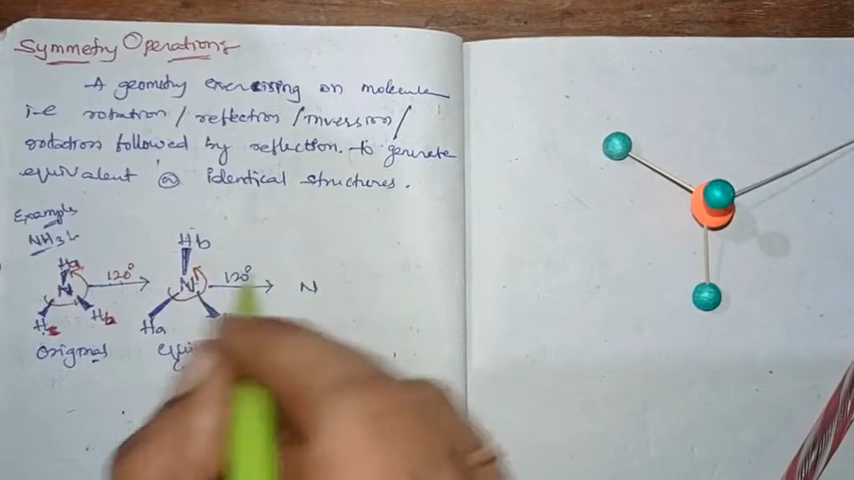 Symmetry Operations
A geometry exercising on molecule
i-e rotation / reflection / inversion /
rotation followed by reflection. to generate
equivalent or identical structures.
Example
NH3
Ha Hb
N 120° N 120° N
Hc Hb Ha
Original